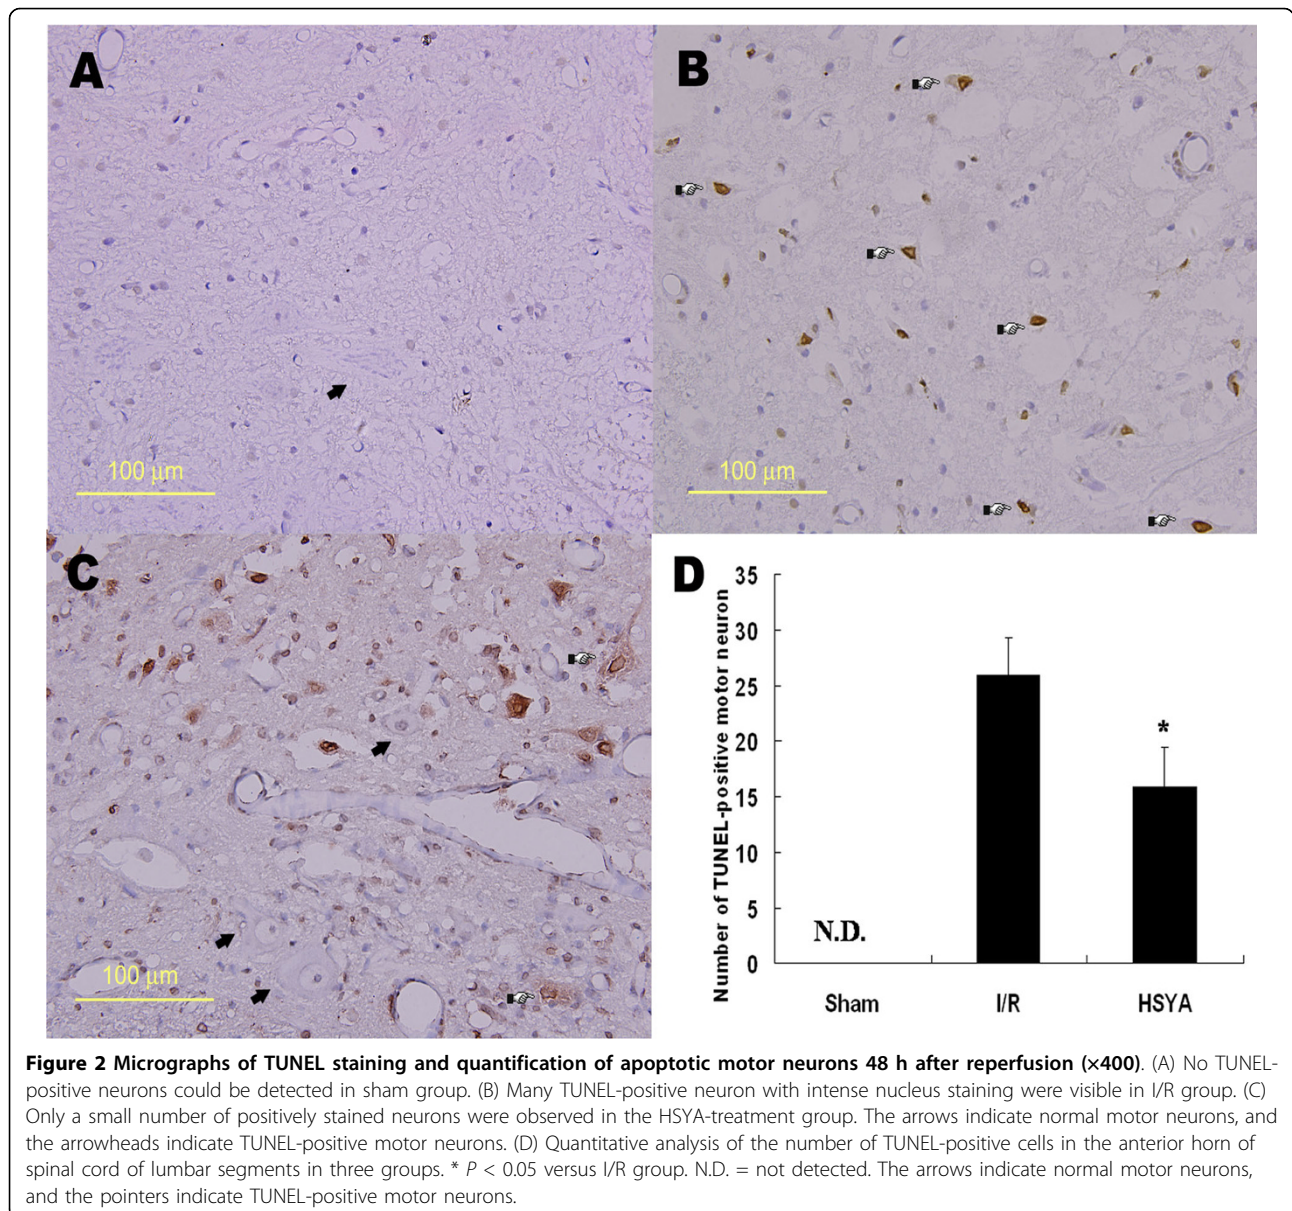 A
B
100 µm
100 µm
C
100 µm
D
Number of TUNEL-positive motor neuron
35
30
25
20
15
10
5
0
N.D.
*
Sham
I/R
HSYA
Figure 2 Micrographs of TUNEL staining and quantification of apoptotic motor neurons 48 h after reperfusion (×400). (A) No TUNEL-
positive neurons could be detected in sham group. (B) Many TUNEL-positive neuron with intense nucleus staining were visible in I/R group. (C)
Only a small number of positively stained neurons were observed in the HSYA-treatment group. The arrows indicate normal motor neurons, and
the arrowheads indicate TUNEL-positive motor neurons. (D) Quantitative analysis of the number of TUNEL-positive cells in the anterior horn of
spinal cord of lumbar segments in three groups. * P < 0.05 versus I/R group. N.D. = not detected. The arrows indicate normal motor neurons,
and the pointers indicate TUNEL-positive motor neurons.